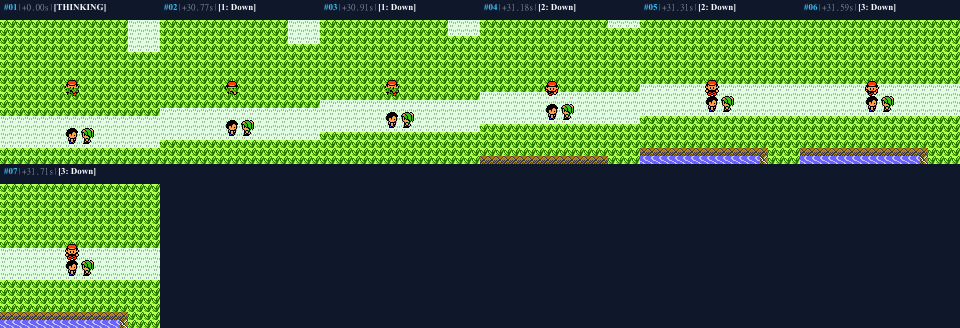 #01|+0.00s|[THINKING]
#02|+30.77s|[1: Down]
#03|+30.91s|[1: Down]
#04|+31.18s|[2: Down]
#05|+31.31s|[2: Down]
#06|+31.59s|[3: Down]
#07|+31.71s|[3: Down]